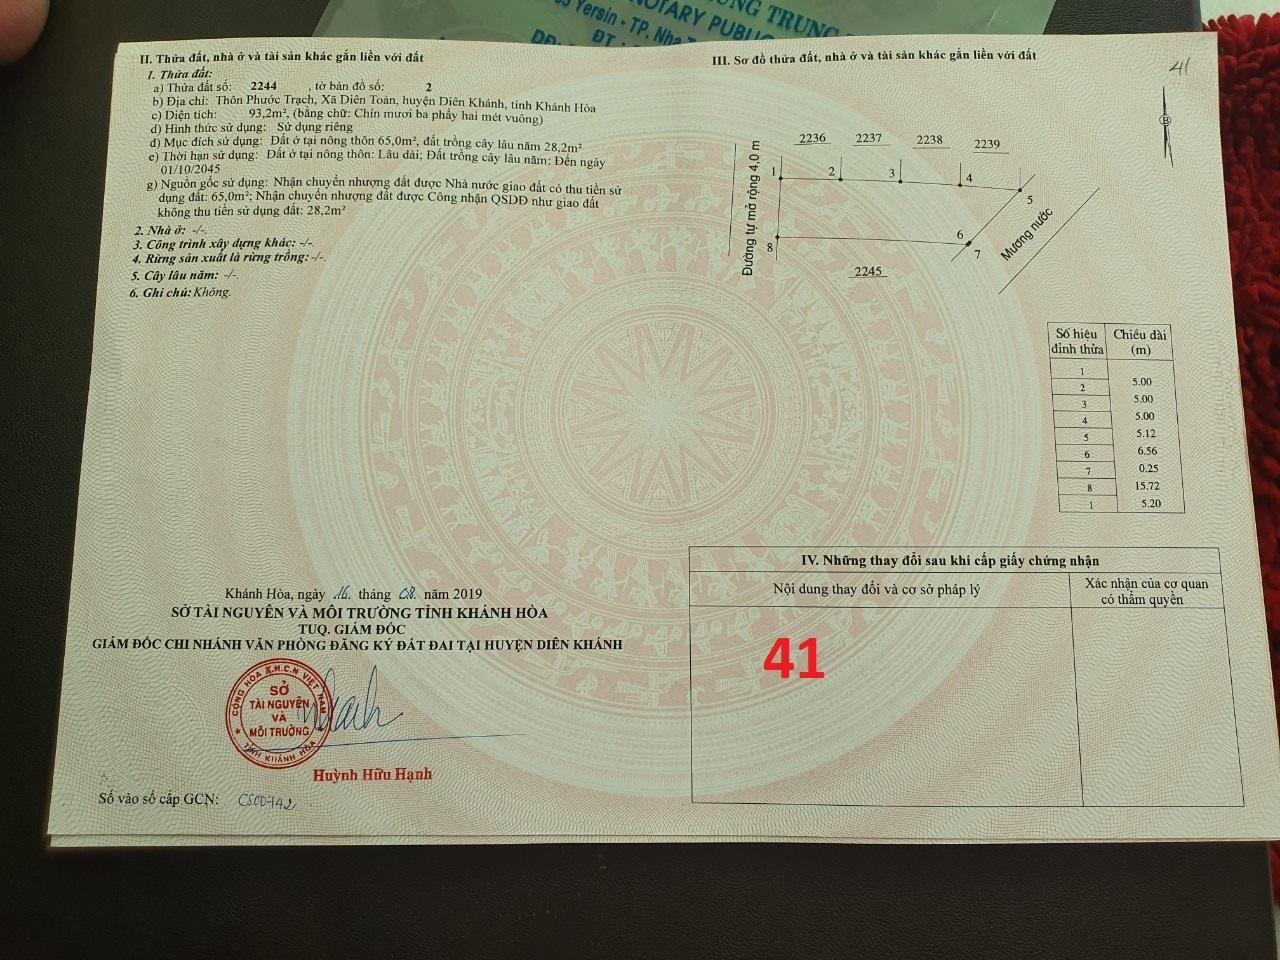 HÙNG TRUNG
NOTARY PUBLIC
Yersin - TP. Nha
ĐT :
II. Thửa đất, nhà ở và tài sản khác gắn liền với đất
1. Thửa đất:
a) Thửa đất số: 2244 , tờ bản đồ số: 2
b) Địa chỉ: Thôn Phước Trạch, Xã Diên Toàn, huyện Diên Khánh, tỉnh Khánh Hòa
c) Diện tích: 93,2m², (bằng chữ: Chín mươi ba phẩy hai mét vuông)
d) Hình thức sử dụng: Sử dụng riêng
đ) Mục đích sử dụng: Đất ở tại nông thôn 65,0m², đất trồng cây lâu năm 28,2m²
e) Thời hạn sử dụng: Đất ở tại nông thôn: Lâu dài; Đất trồng cây lâu năm: Đến ngày
01/10/2045
g) Nguồn gốc sử dụng: Nhận chuyển nhượng đất được Nhà nước giao đất có thu tiền sử
dụng đất: 65,0m²; Nhận chuyển nhượng đất được Công nhận QSDĐ như giao đất
không thu tiền sử dụng đất: 28,2m²
2. Nhà ở: -/-.
3. Công trình xây dựng khác: -/-.
4. Rừng sản xuất là rừng trồng:-/-.
5. Cây lâu năm: -/-.
6. Ghi chú: Không.
Khánh Hòa, ngày 16 tháng 08 năm 2019
SỞ TÀI NGUYÊN VÀ MÔI TRƯỜNG TỈNH KHÁNH HÒA
TUQ. GIÁM ĐỐC
GIÁM ĐỐC CHI NHÁNH VĂN PHÒNG ĐĂNG KÝ ĐẤT ĐAI TẠI HUYỆN DIÊN KHÁNH
CỘNG HÒA X.H.C.N VIỆT NAM
SỞ
TÀI NGUYÊN
VÀ
MÔI TRƯỜNG
TỈNH KHÁNH HÒA
Huỳnh Hữu Hạnh
Số vào sổ cấp GCN: CS00742
III. Sơ đồ thửa đất, nhà ở và tài sản khác gắn liền với đất
41
B
2236 2237 2238 2239
Đường tự mở rộng 4,0 m
1 2 3 4 5
6
7
8
Mương nước
2245
Số hiệu đỉnh thửa Chiều dài (m)
1
5.00
2
5.00
3
5.00
4
5.12
5
6.56
6
0.25
7
15.72
8
5.20
1
IV. Những thay đổi sau khi cấp giấy chứng nhận
Nội dung thay đổi và cơ sở pháp lý
Xác nhận của cơ quan
có thẩm quyền
41